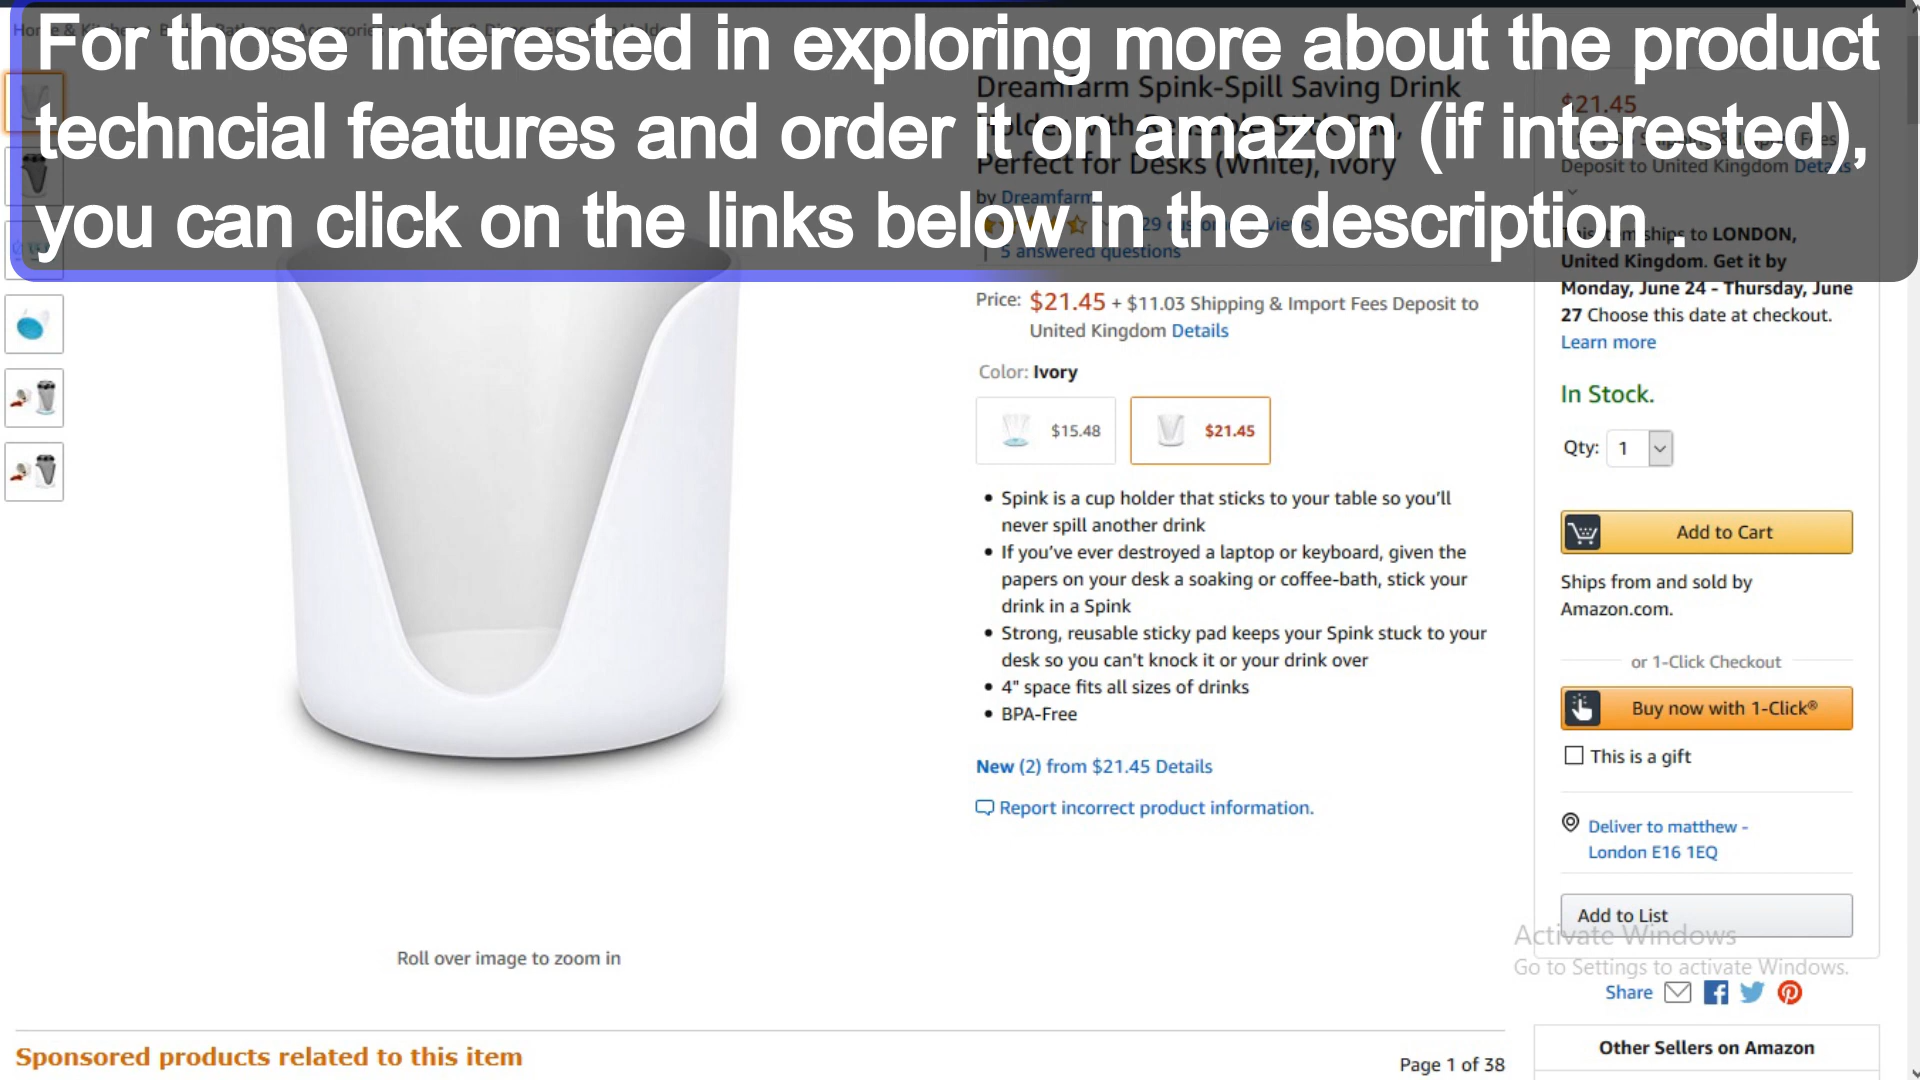 For those interested in exploring more about the product
techncial features and order it on amazon (if interested),
you can click on the links below in the description .
Dreamfarm Spink-Spill Saving Drink
Holder with Reusable Stick Pad,
Perfect for Desks (White), Ivory
by Dreamfarm
5 answered questions
Price: $21.45 + $11.03 Shipping & Import Fees Deposit to
United Kingdom Details
Color: Ivory
$15.48
$21.45
Spink is a cup holder that sticks to your table so you'll
never spill another drink
If you've ever destroyed a laptop or keyboard, given the
papers on your desk a soaking or coffee-bath, stick your
drink in a Spink
Strong, reusable sticky pad keeps your Spink stuck to your
desk so you can't knock it or your drink over
4" space fits all sizes of drinks
BPA-Free
New (2) from $21.45 Details
Report incorrect product information.
Roll over image to zoom in
$21.45
Deposit to United Kingdom Details
This item ships to LONDON,
United Kingdom. Get it by
Monday, June 24 - Thursday, June
27 Choose this date at checkout.
Learn more
In Stock.
Qty: 1
Add to Cart
Ships from and sold by
Amazon.com.
or 1-Click Checkout
Buy now with 1-Click®
This is a gift
Deliver to matthew -
London E16 1EQ
Add to List
Activate Windows
Go to Settings to activate Windows.
Share
Other Sellers on Amazon
Sponsored products related to this item
Page 1 of 38